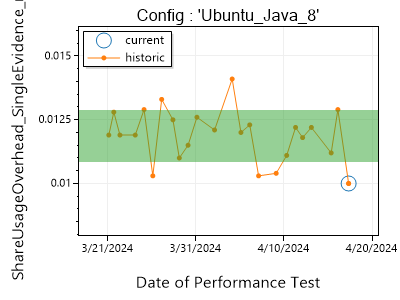 Config : 'Ubuntu_Java_8'
current
historic
0.015
0.0125
0.01
ShareUsageOverhead_SingleEvidence_
3/21/2024
3/31/2024
4/10/2024
4/20/2024
Date of Performance Test